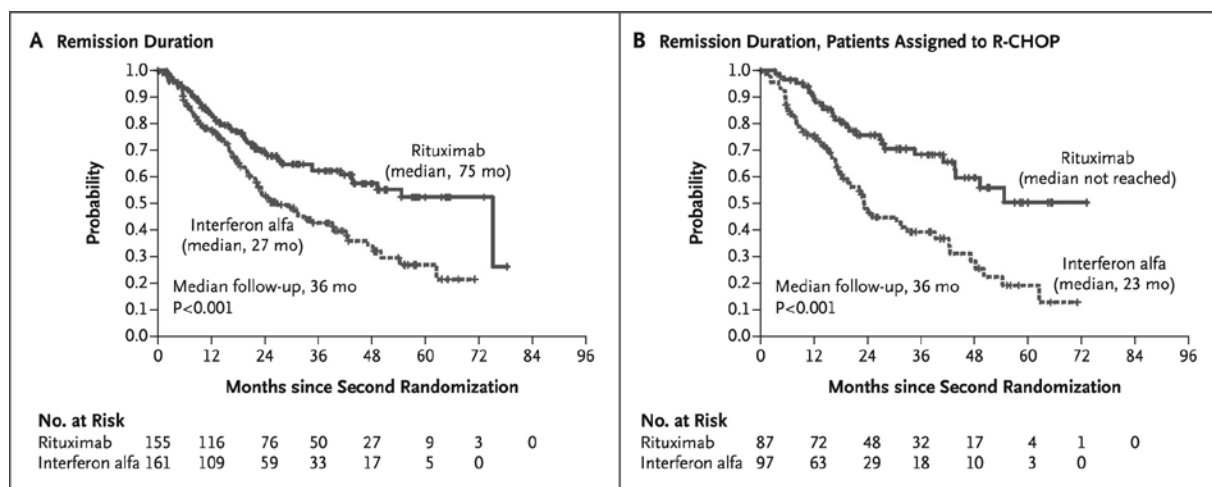 A Remission Duration
1.0
0.9
0.8
0.7
0.6
0.5
0.4
0.3
0.2
0.1
0.0
Probability
Rituximab
(median, 75 mo)
Interferon alfa
(median, 27 mo)
Median follow-up, 36 mo
P<0.001
0 12 24 36 48 60 72 84 96
Months since Second Randomization
No. at Risk
Rituximab 155 116 76 50 27 9 3 0
Interferon alfa 161 109 59 33 17 5 0
B Remission Duration, Patients Assigned to R-CHOP
1.0
0.9
0.8
0.7
0.6
0.5
0.4
0.3
0.2
0.1
0.0
Probability
Rituximab
(median not reached)
Interferon alfa
(median, 23 mo)
Median follow-up, 36 mo
P<0.001
0 12 24 36 48 60 72 84 96
Months since Second Randomization
No. at Risk
Rituximab 87 72 48 32 17 4 1 0
Interferon alfa 97 63 29 18 10 3 0